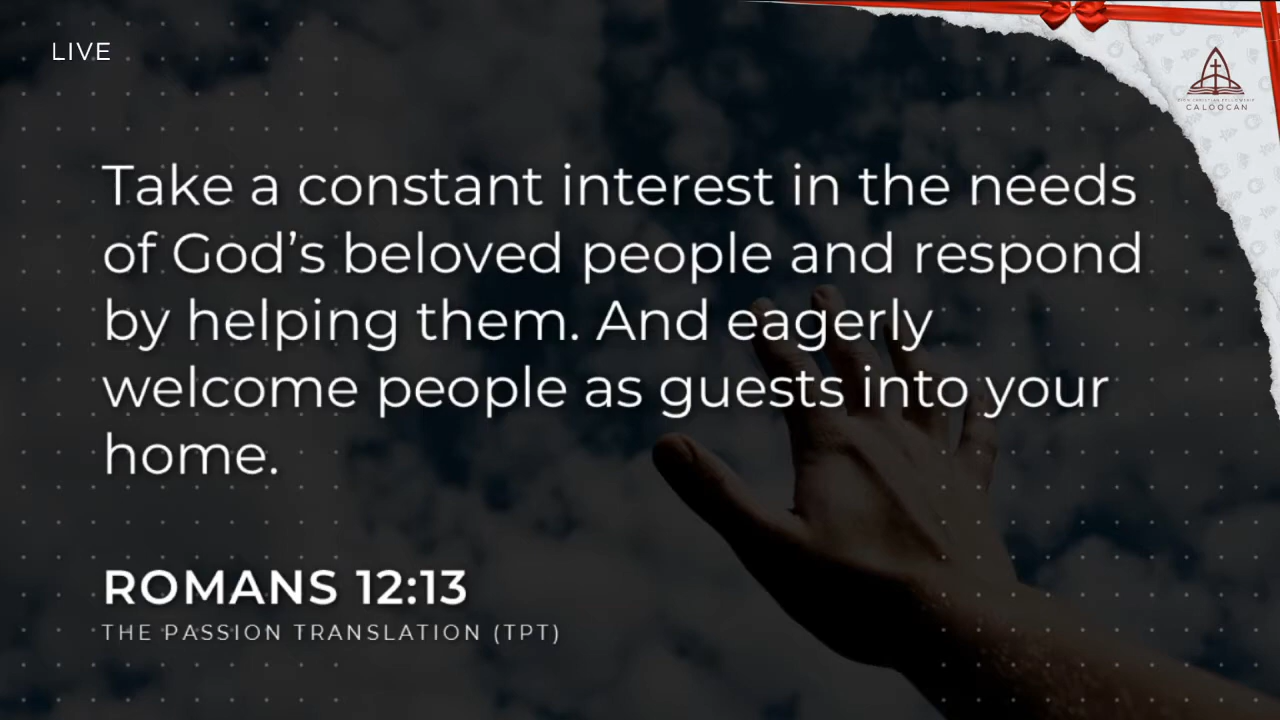 LIVE
CALOOCAN
Take a constant interest in the needs
of God’s beloved people and respond
by helping them. And eagerly
welcome people as guests into your
home.
ROMANS 12:13
THE PASSION TRANSLATION (TPT)